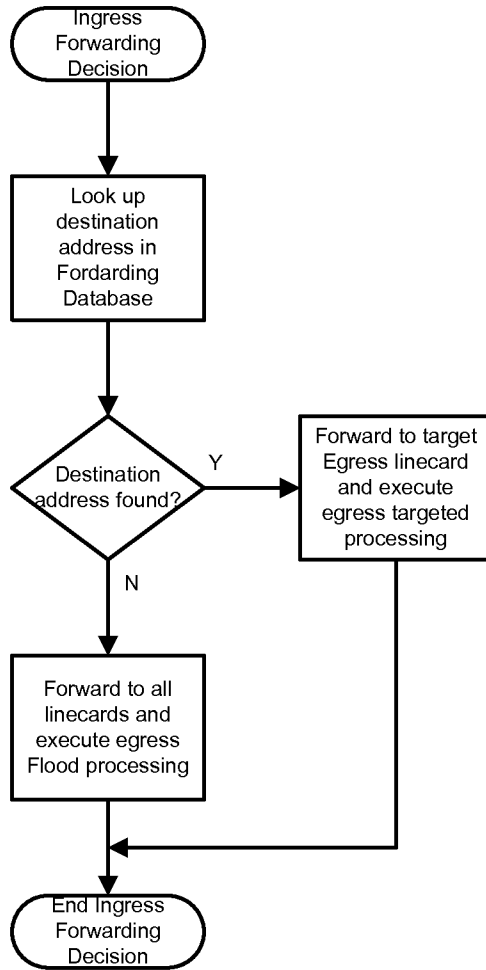 Ingress
Forwarding
Decision
Look up
destination
address in
Fordarding
Database
Destination
address found?
Y
Forward to target
Egress linecard
and execute
egress targeted
processing
N
Forward to all
linecards and
execute egress
Flood processing
End Ingress
Forwarding
Decision